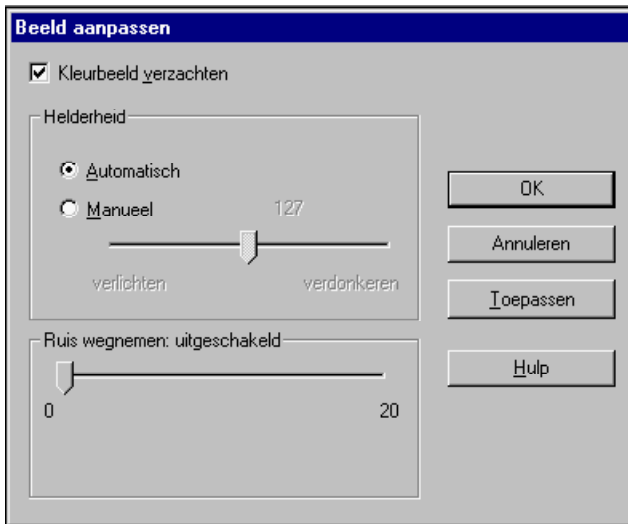 Beeld aanpassen
Kleurbeeld verzachten
Helderheid
Automatisch
Manueel 127
verlichten verdonkeren
Ruis wegnemen: uitgeschakeld
0 20
OK
Annuleren
Toepassen
Hulp